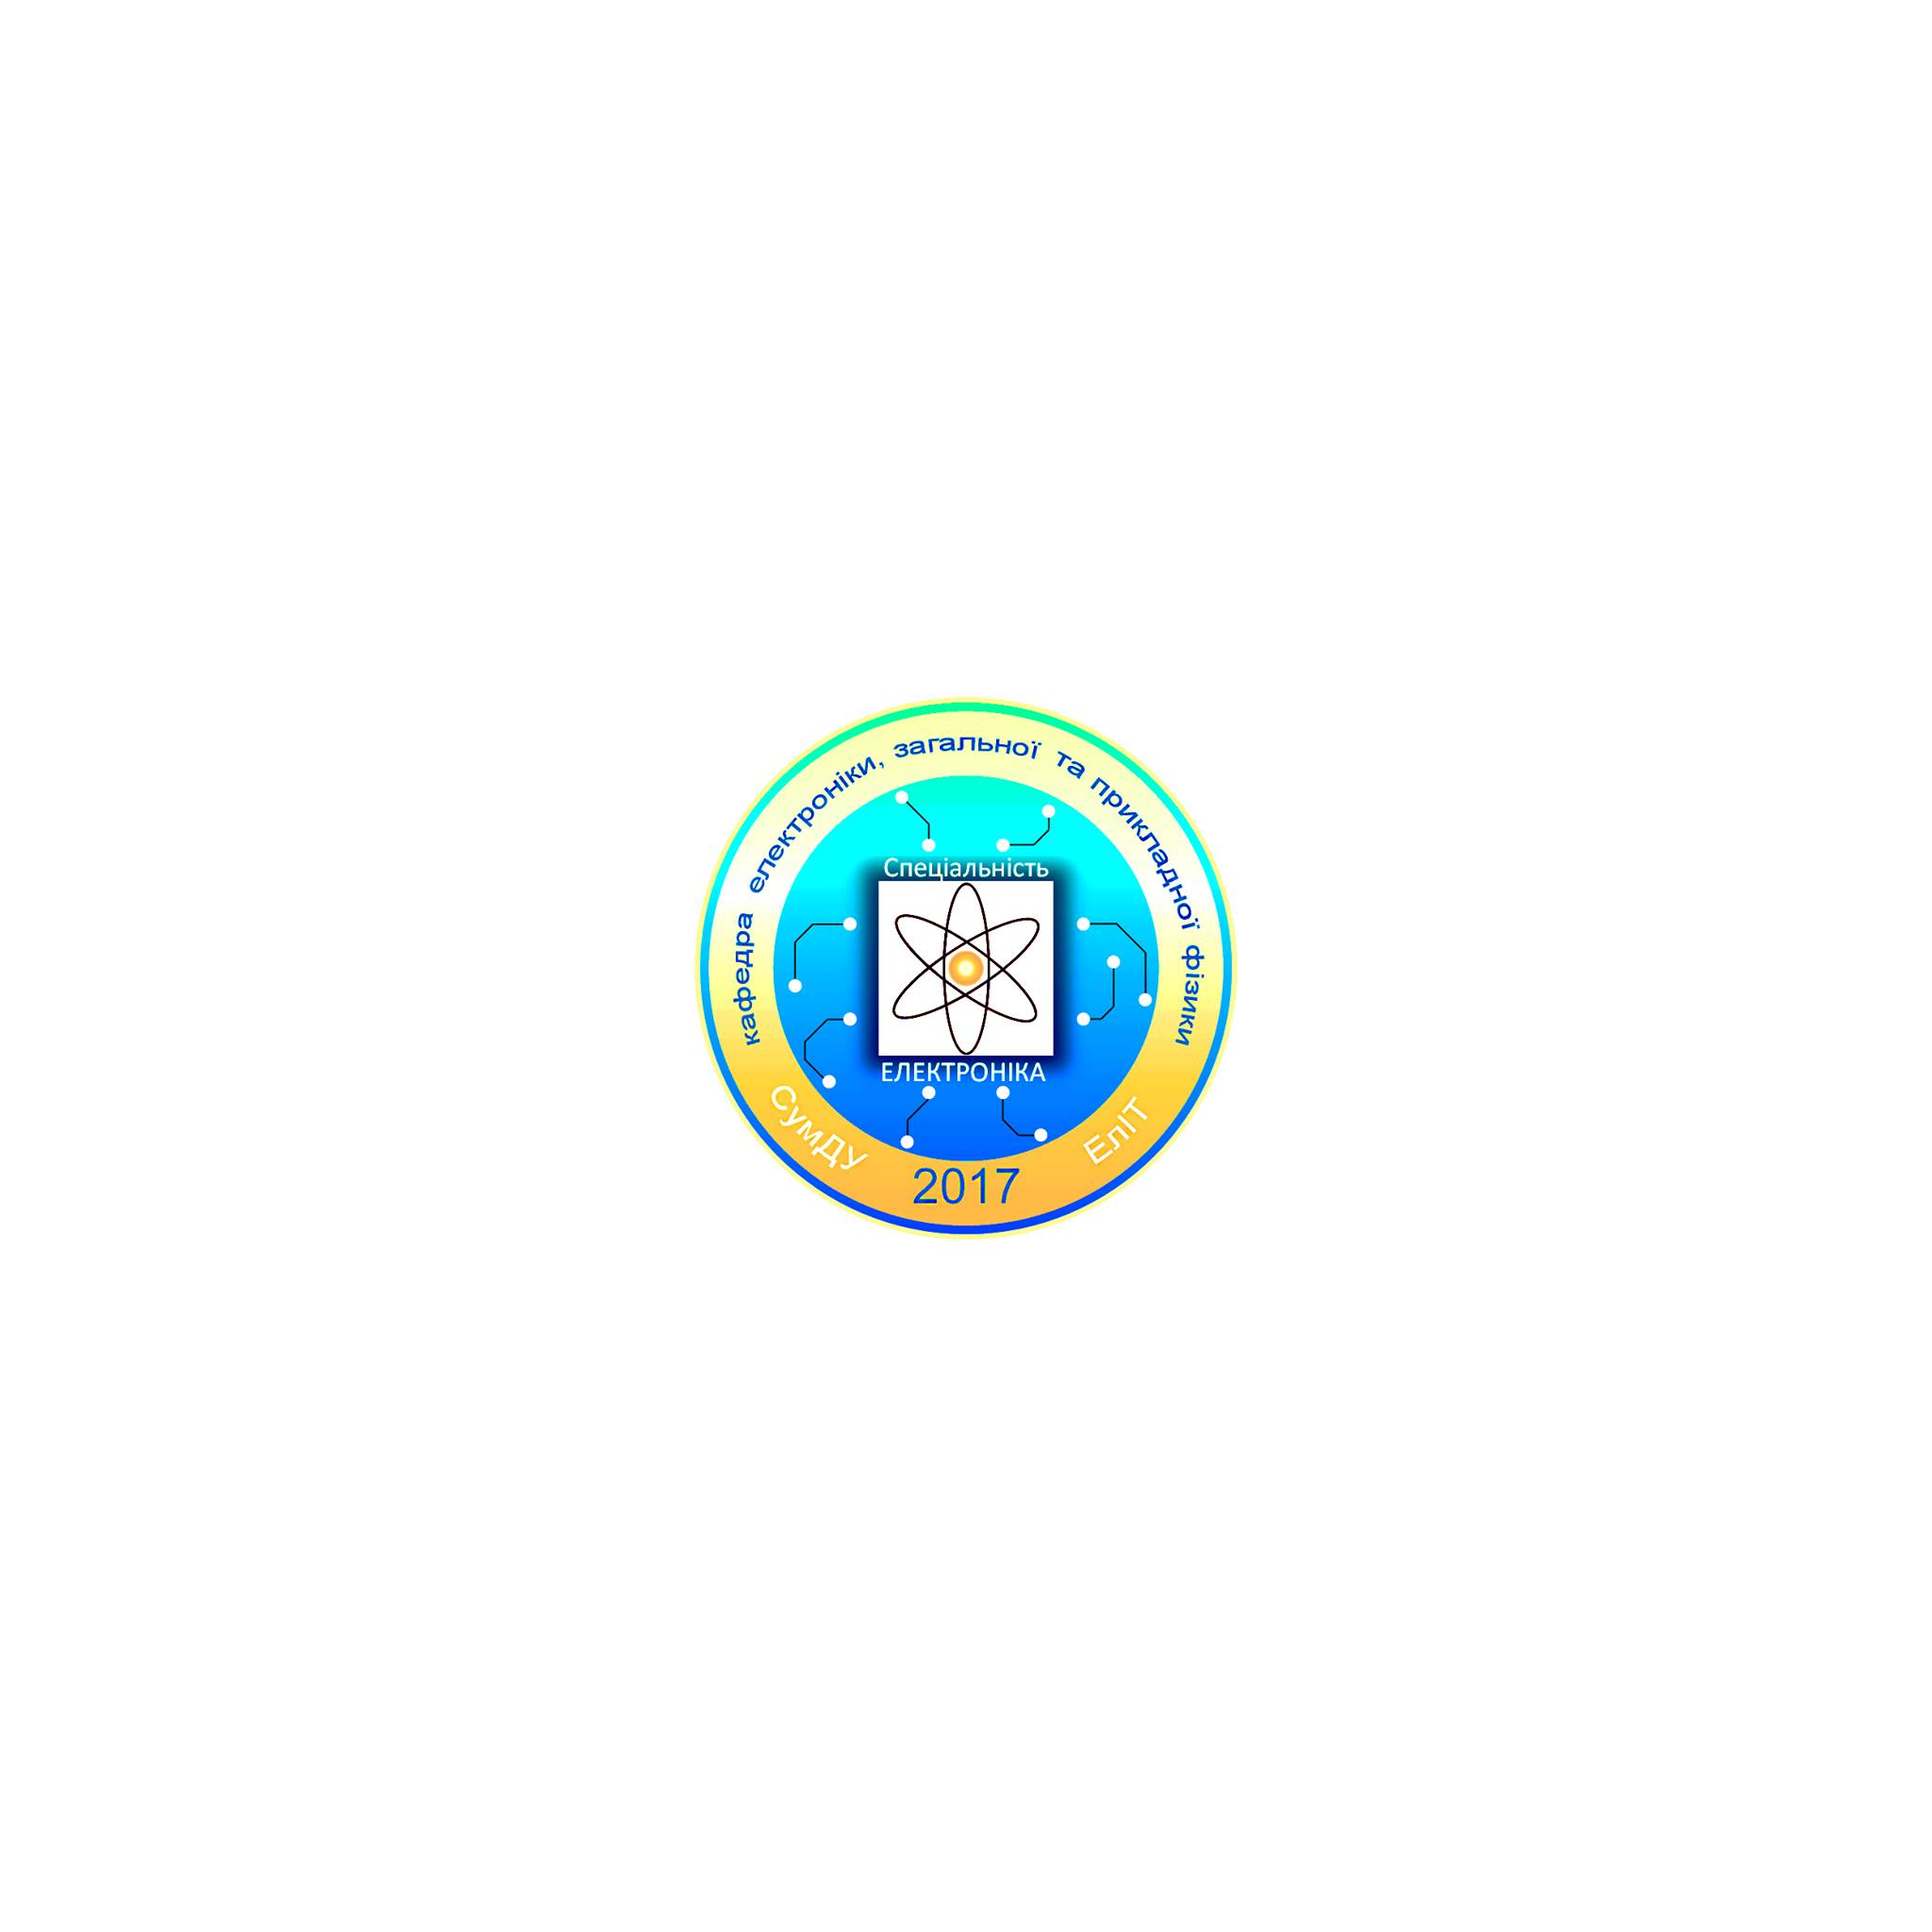 кафедра електроніки, загальної та прикладної фізики
Спеціальність
ЕЛЕКТРОНІКА
СумДУ
ЕлІТ
2017